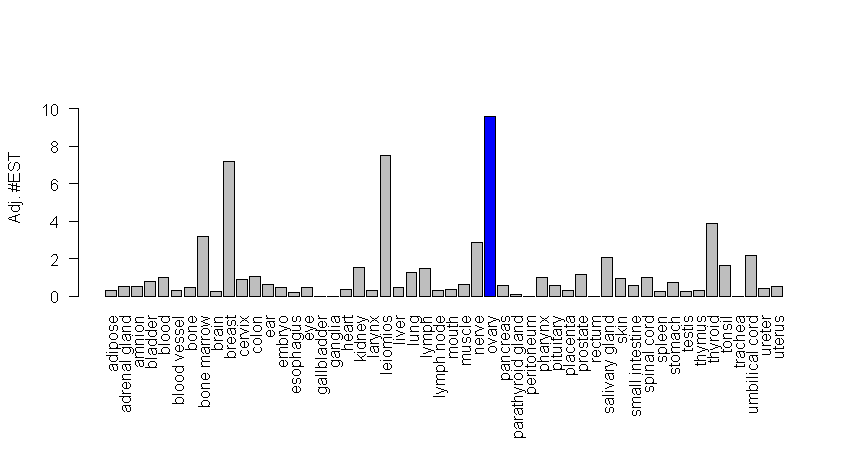 Adj. #EST
10
8
6
4
2
0
adipose
adrenal gland
amnion
bladder
blood
blood vessel
bone
bone marrow
brain
breast
cervix
colon
ear
embryo
esophagus
eye
gallbladder
ganglia
heart
kidney
larynx
leiomios
liver
lung
lymph
lymph node
mouth
muscle
nerve
ovary
pancreas
parathyroid gland
peritoneum
pharynx
pituitary
placenta
prostate
rectum
salivary gland
skin
small intestine
spinal cord
spleen
stomach
testis
thymus
thyroid
tonsil
trachea
umbilical cord
ureter
uterus